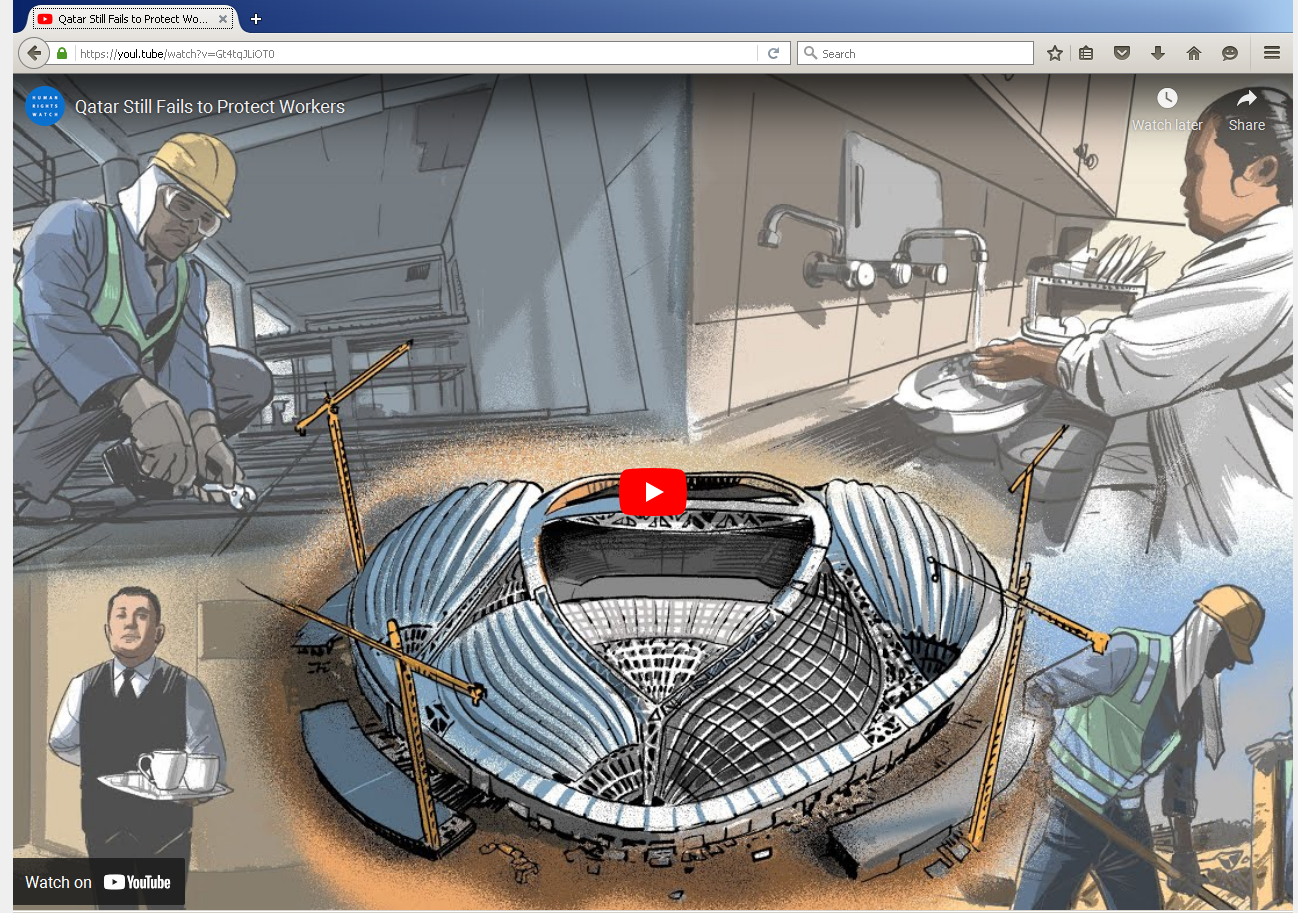 Qatar Still Fails to Protect Wo...
https://youl.tube/watch?v=Gt4tqJLiOT0
Search
HUMAN
RIGHTS
WATCH
Qatar Still Fails to Protect Workers
Watch later
Share
Watch on YouTube